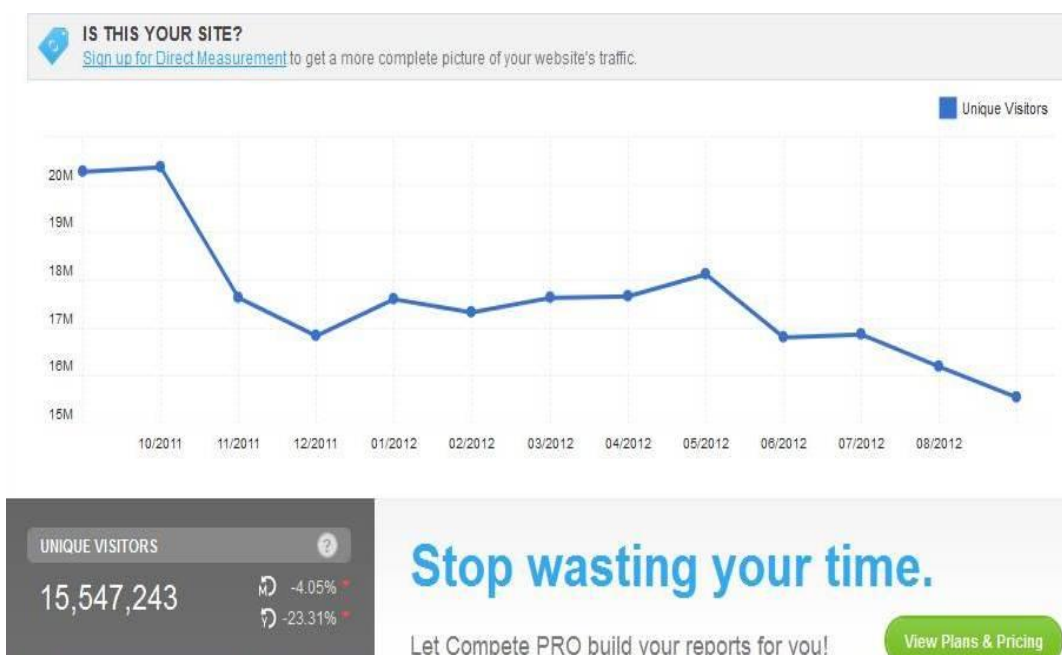 IS THIS YOUR SITE?
Sign up for Direct Measurement to get a more complete picture of your website's traffic.
Unique Visitors
20M
19M
18M
17M
16M
15M
10/2011 11/2011 12/2011 01/2012 02/2012 03/2012 04/2012 05/2012 06/2012 07/2012 08/2012
UNIQUE VISITORS ?
15,547,243
M -4.05%
Y -23.31%
Stop wasting your time.
Let Compete PRO build your reports for you!
View Plans & Pricing